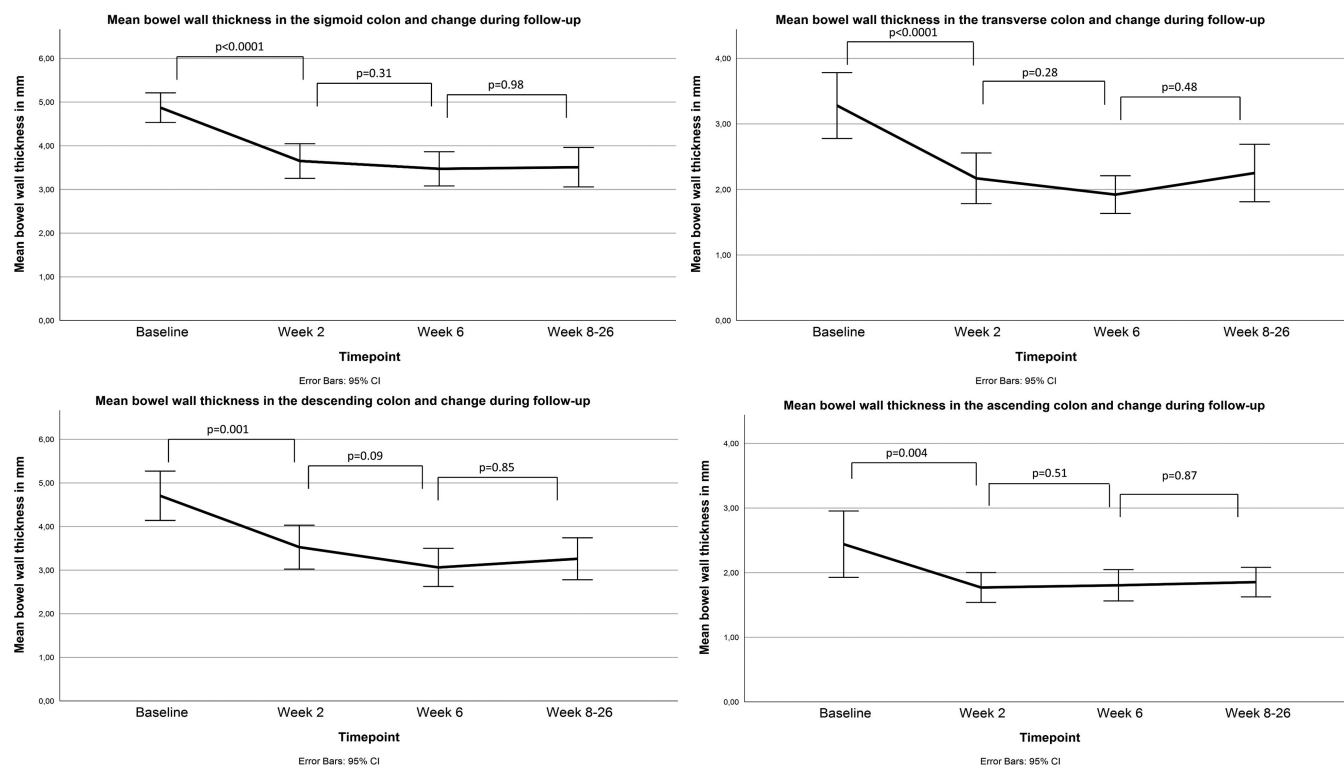 Mean bowel wall thickness in the sigmoid colon and change during follow-up
Mean bowel wall thickness in mm
6,00
5,00
4,00
3,00
2,00
1,00
0,00
p<0.0001
p=0.31
p=0.98
Baseline Week 2 Week 6 Week 8-26
Timepoint
Error Bars: 95% CI
Mean bowel wall thickness in the transverse colon and change during follow-up
Mean bowel wall thickness in mm
4,00
3,00
2,00
1,00
0,00
p<0.0001
p=0.28
p=0.48
Baseline Week 2 Week 6 Week 8-26
Timepoint
Error Bars: 95% CI
Mean bowel wall thickness in the descending colon and change during follow-up
Mean bowel wall thickness in mm
6,00
5,00
4,00
3,00
2,00
1,00
0,00
p=0.001
p=0.09
p=0.85
Baseline Week 2 Week 6 Week 8-26
Timepoint
Error Bars: 95% CI
Mean bowel wall thickness in the ascending colon and change during follow-up
Mean bowel wall thickness in mm
4,00
3,00
2,00
1,00
0,00
p=0.004
p=0.51
p=0.87
Baseline Week 2 Week 6 Week 8-26
Timepoint
Error Bars: 95% CI